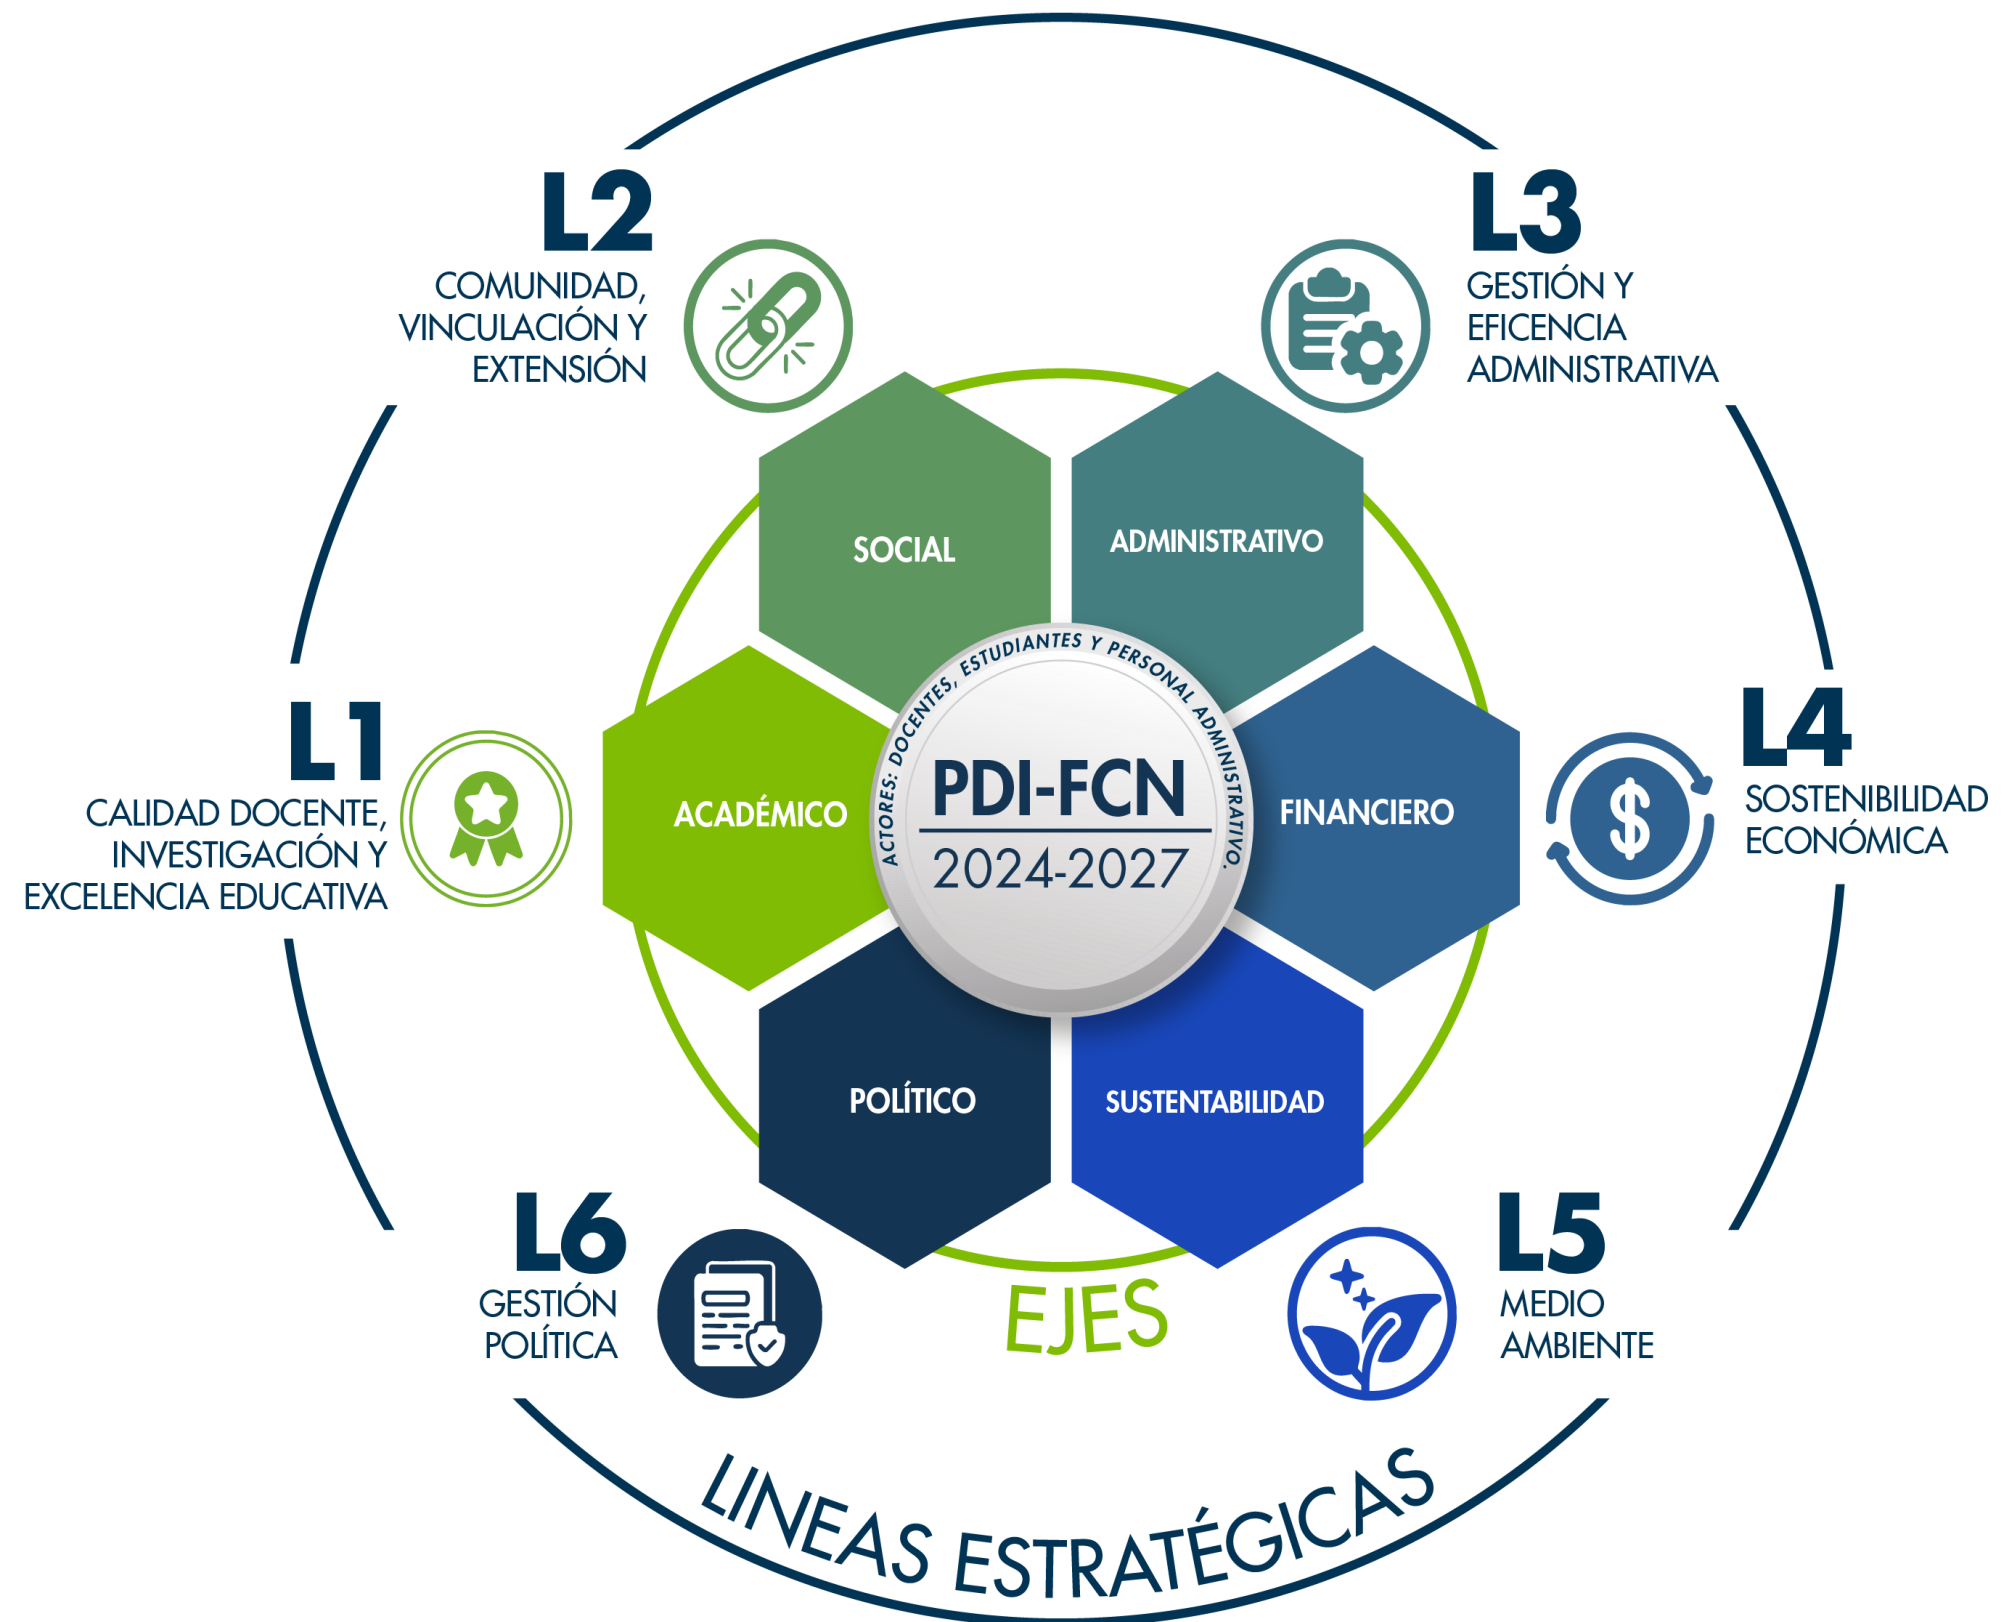 L2
COMUNIDAD,
VINCULACIÓN Y
EXTENSIÓN
L3
GESTIÓN Y
EFICENCIA
ADMINISTRATIVA
SOCIAL
ADMINISTRATIVO
L1
CALIDAD DOCENTE,
INVESTIGACIÓN Y
EXCELENCIA EDUCATIVA
ACADÉMICO
ACTORES: DOCENTES, ESTUDIANTES Y PERSONAL ADMINISTRATIVO.
PDI-FCN
2024-2027
FINANCIERO
$
L4
SOSTENIBILIDAD
ECONÓMICA
POLÍTICO
SUSTENTABILIDAD
L6
GESTIÓN
POLÍTICA
EJES
L5
MEDIO
AMBIENTE
LINEAS ESTRATÉGICAS